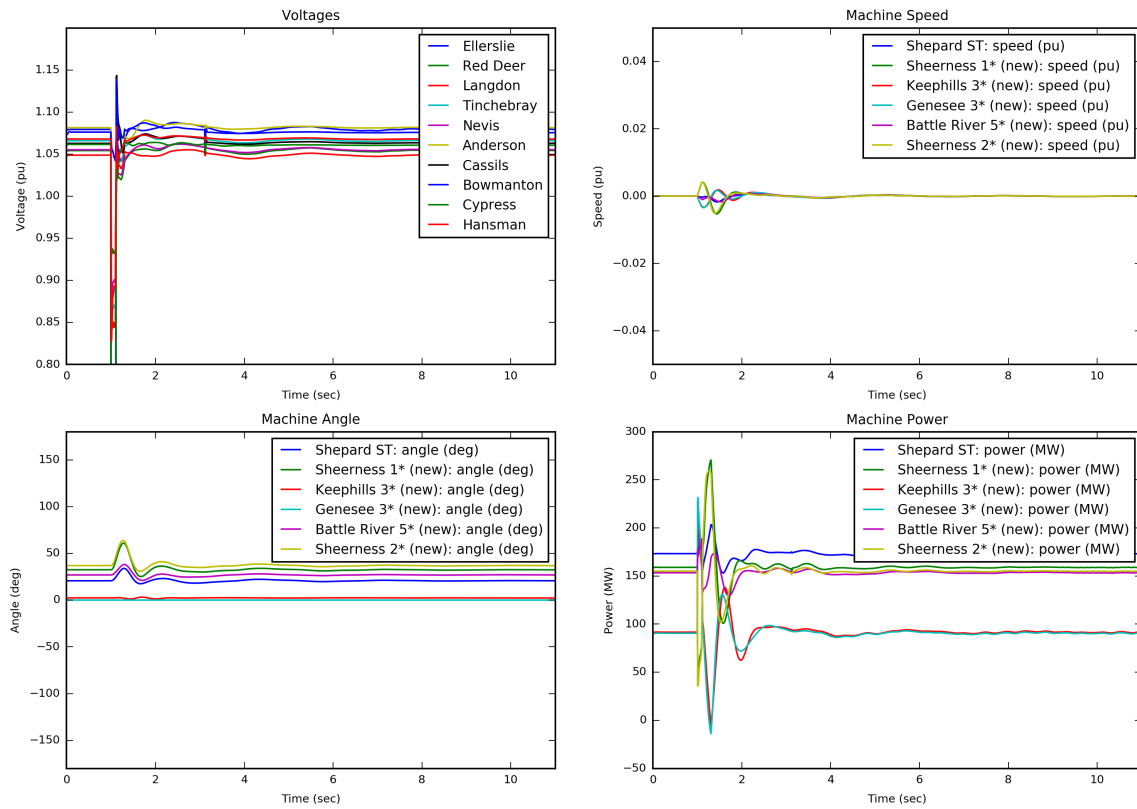 Voltages
1.15
1.10
1.05
1.00
0.95
0.90
0.85
0.80
Voltage (pu)
0 2 4 6 8 10
Time (sec)
Ellerslie
Red Deer
Langdon
Tinchebray
Nevis
Anderson
Cassils
Bowmanton
Cypress
Hansman
Machine Speed
0.04
0.02
0.00
−0.02
−0.04
Speed (pu)
0 2 4 6 8 10
Time (sec)
Shepard ST: speed (pu)
Sheerness 1* (new): speed (pu)
Keephills 3* (new): speed (pu)
Genesee 3* (new): speed (pu)
Battle River 5* (new): speed (pu)
Sheerness 2* (new): speed (pu)
Machine Angle
150
100
50
0
−50
−100
−150
Angle (deg)
0 2 4 6 8 10
Time (sec)
Shepard ST: angle (deg)
Sheerness 1* (new): angle (deg)
Keephills 3* (new): angle (deg)
Genesee 3* (new): angle (deg)
Battle River 5* (new): angle (deg)
Sheerness 2* (new): angle (deg)
Machine Power
300
250
200
150
100
50
0
−50
Power (MW)
0 2 4 6 8 10
Time (sec)
Shepard ST: power (MW)
Sheerness 1* (new): power (MW)
Keephills 3* (new): power (MW)
Genesee 3* (new): power (MW)
Battle River 5* (new): power (MW)
Sheerness 2* (new): power (MW)